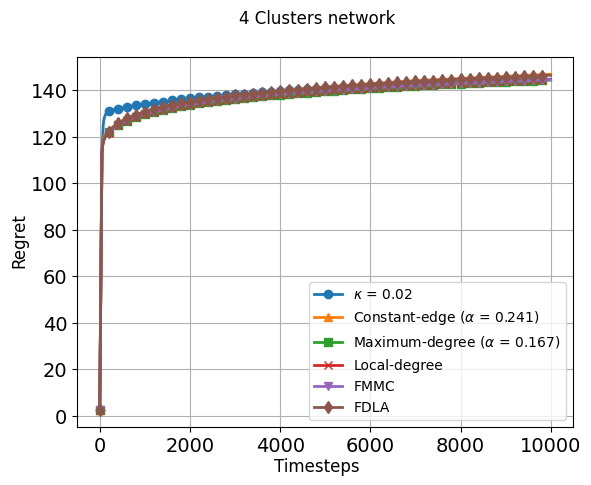 4 Clusters network
Regret
140
120
100
80
60
40
20
0
κ = 0.02
Constant-edge (α = 0.241)
Maximum-degree (α = 0.167)
Local-degree
FMMC
FDLA
0 2000 4000 6000 8000 10000
Timesteps